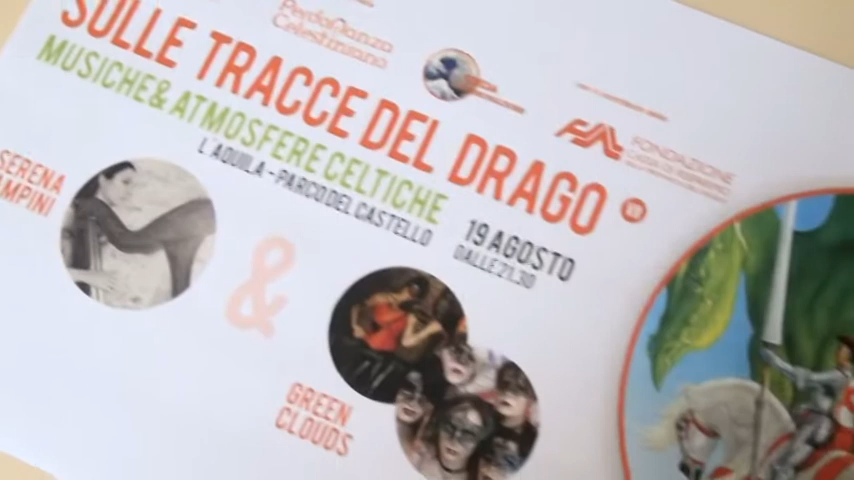 Perdonanza
Celestiniana
SULLE TRACCE DEL DRAGO
MUSICHE & ATMOSFERE CELTICHE
L'AQUILA - PARCO DEL CASTELLO
19 AGOSTO
DALLE 21.30
FONDAZIONE
SERENA
&
GREEN
CLOUDS